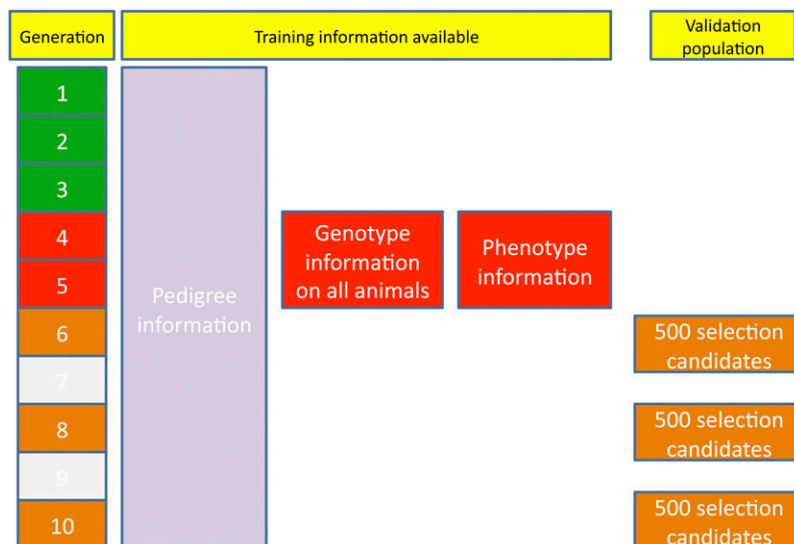 Generation
Training information available
Validation
population
1
2
3
4
5
6
7
8
9
10
Pedigree
information
Genotype
information
on all animals
Phenotype
information
500 selection
candidates
500 selection
candidates
500 selection
candidates